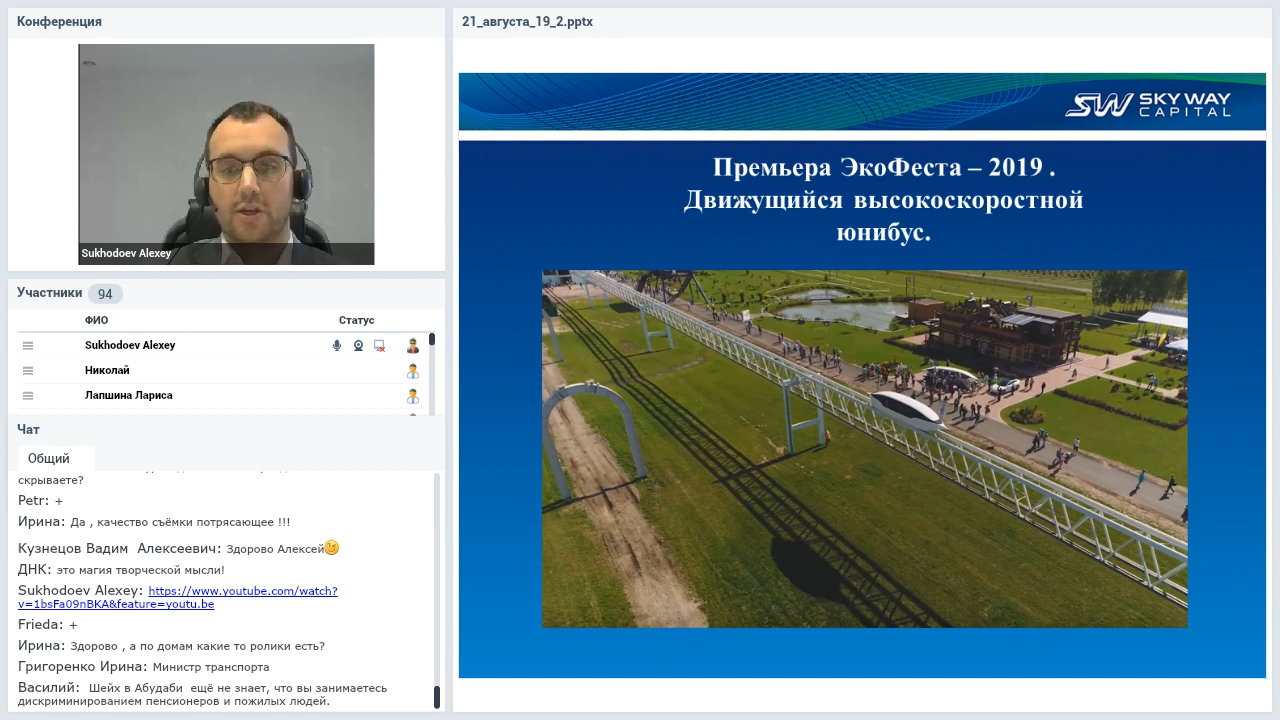 Конференция
Sukhodoev Alexey
Участники 94
ФИО Статус
Sukhodoev Alexey
Николай
Лапшина Лариса
Чат
Общий
скрываете?
Petr: +
Ирина: Да , качество съёмки потрясающее !!!
Кузнецов Вадим Алексеевич: Здорово Алексей
ДНК: это магия творческой мысли!
Sukhodoev Alexey: https://www.youtube.com/watch?
v=1bsFa09nBKA&feature=youtu.be
Frieda: +
Ирина: Здорово , а по домам какие то ролики есть?
Григоренко Ирина: Министр транспорта
Василий: Шейх в Абудаби ещё не знает, что вы занимаетесь
дискриминированием пенсионеров и пожилых людей.
21_августа_19_2.pptx
SW SKY WAY
CAPITAL
Премьера ЭкоФеста – 2019 .
Движущийся высокоскоростной
юнибус.